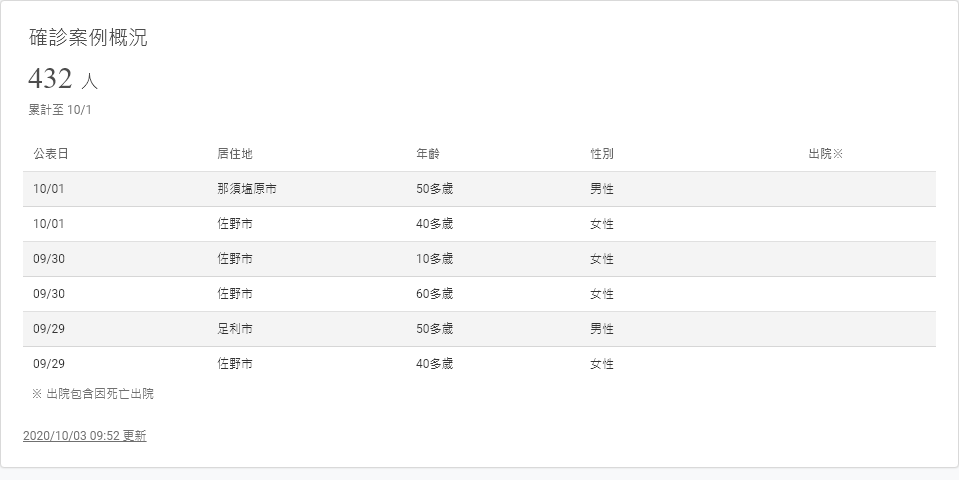 確診案例概況
432 人
累計至 10/1
公表日 居住地 年齡 性別 出院※
10/01 那須塩原市 50多歲 男性
10/01 佐野市 40多歲 女性
09/30 佐野市 10多歲 女性
09/30 佐野市 60多歲 女性
09/29 足利市 50多歲 男性
09/29 佐野市 40多歲 女性
※ 出院包含因死亡出院
2020/10/03 09:52 更新